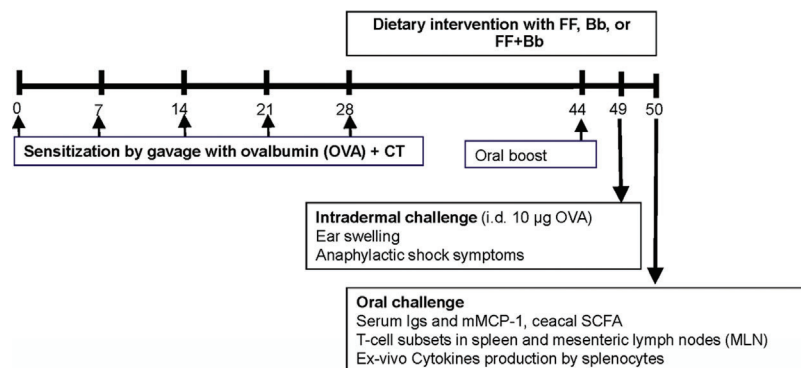 Dietary intervention with FF, Bb, or
FF+Bb
0 7 14 21 28 44 49 50
Sensitization by gavage with ovalbumin (OVA) + CT
Oral boost
Intradermal challenge (i.d. 10 µg OVA)
Ear swelling
Anaphylactic shock symptoms
Oral challenge
Serum Igs and mMCP-1, ceacal SCFA
T-cell subsets in spleen and mesenteric lymph nodes (MLN)
Ex-vivo Cytokines production by splenocytes